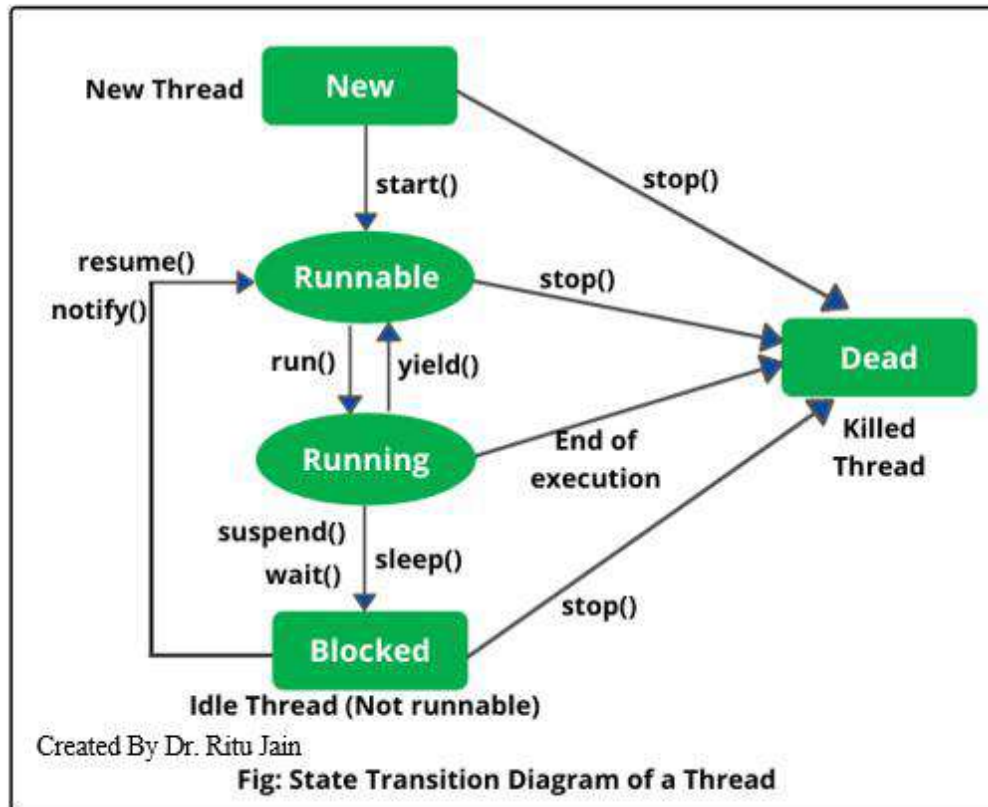 New Thread
New
start()
stop()
resume()
notify()
Runnable
stop()
run()
yield()
Dead
Killed
Thread
Running
End of
execution
suspend()
wait()
sleep()
stop()
Blocked
Idle Thread (Not runnable)
Created By Dr. Ritu Jain
Fig: State Transition Diagram of a Thread